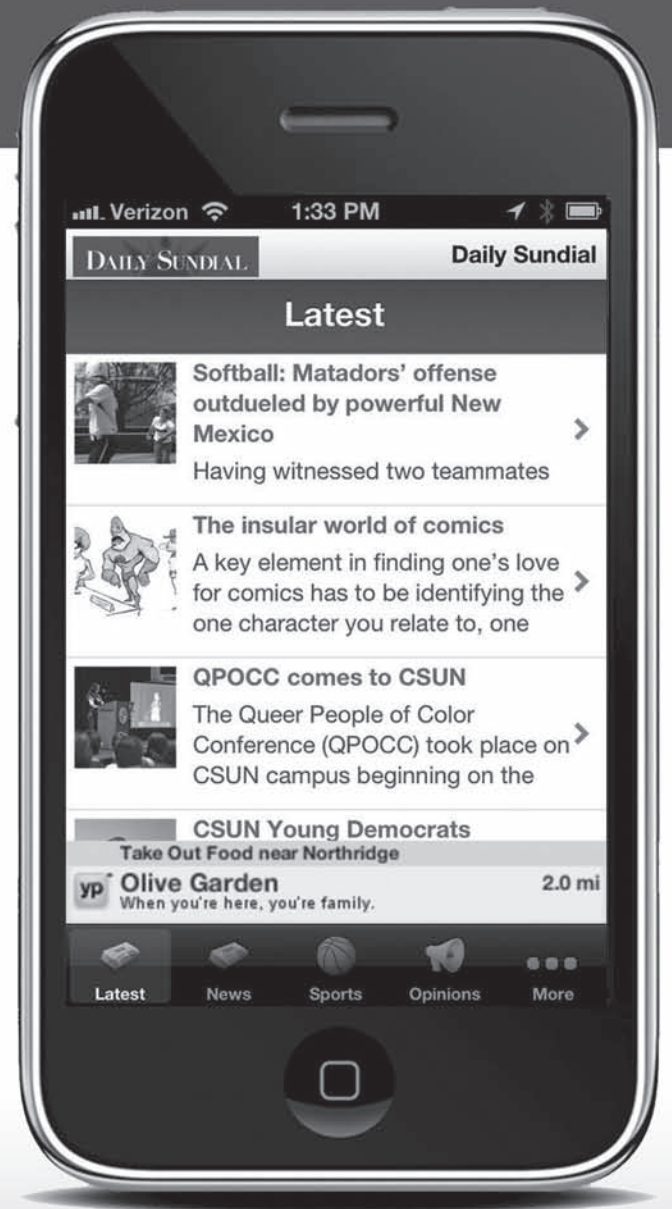 Verizon 1:33 PM
DAILY SUNDIAL Daily Sundial
Latest
Softball: Matadors' offense
outdueled by powerful New
Mexico
Having witnessed two teammates
The insular world of comics
A key element in finding one's love
for comics has to be identifying the
one character you relate to, one
QPOCC comes to CSUN
The Queer People of Color
Conference (QPOCC) took place on
CSUN campus beginning on the
CSUN Young Democrats
Take Out Food near Northridge
yp Olive Garden 2.0 mi
When you're here, you're family.
Latest News Sports Opinions More